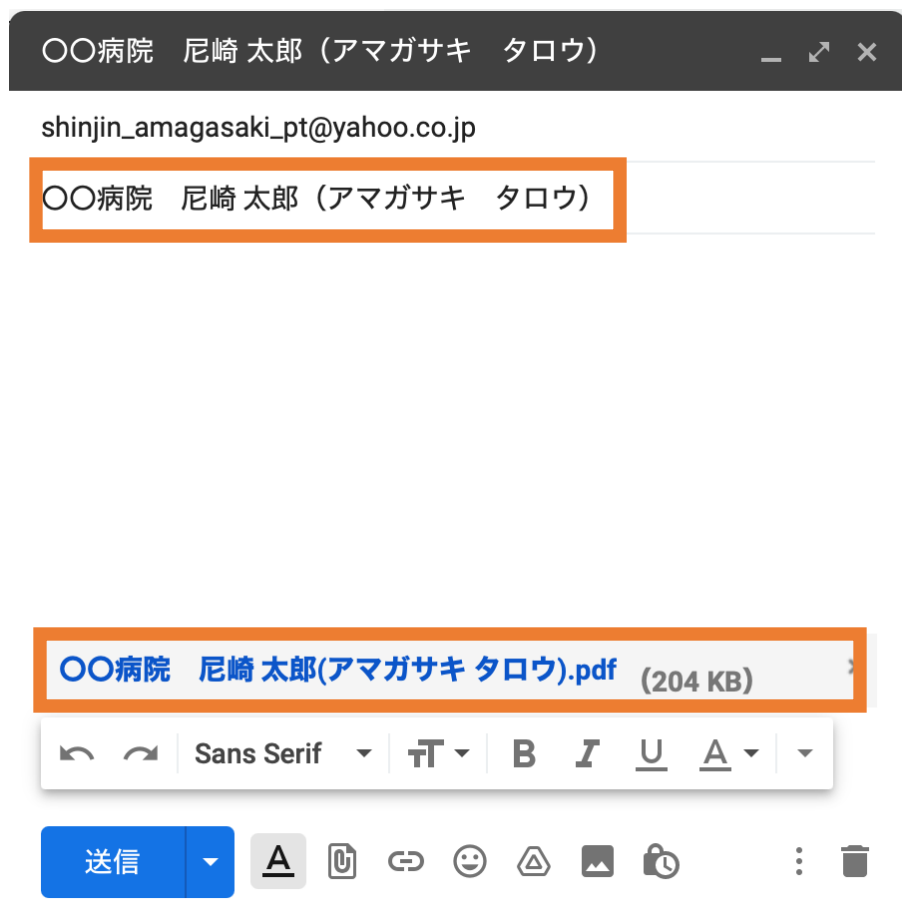 〇〇病院　尼崎 太郎（アマガサキ　タロウ）
shinjin_amagasaki_pt@yahoo.co.jp
〇〇病院　尼崎 太郎（アマガサキ　タロウ）
〇〇病院　尼崎 太郎(アマガサキ タロウ).pdf (204 KB)
Sans Serif B I U A
送信 A